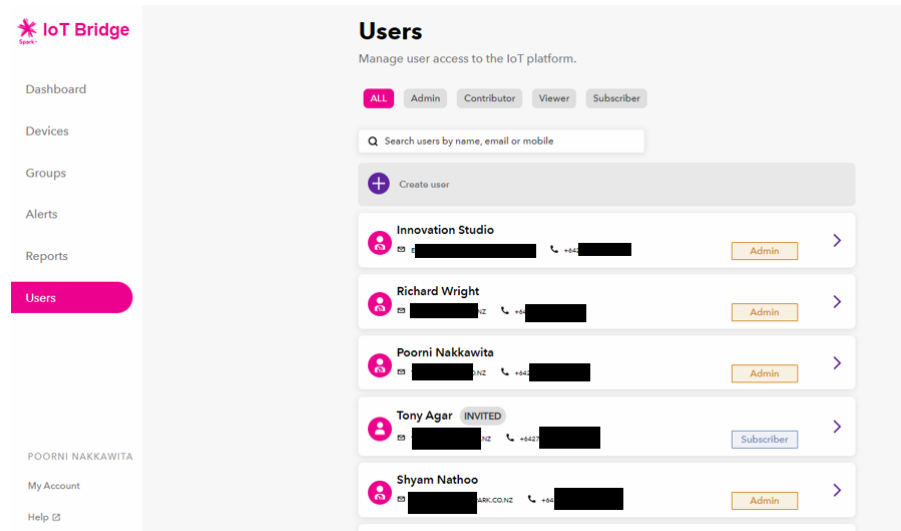 IoT Bridge
Spark
Dashboard
Devices
Groups
Alerts
Reports
Users
POORNI NAKKAWITA
My Account
Help
Users
Manage user access to the IoT platform.
ALL Admin Contributor Viewer Subscriber
Search users by name, email or mobile
Create user
Innovation Studio
+642
Admin
Richard Wright
NZ +64
Admin
Poorni Nakkawita
O.NZ +642
Admin
Tony Agar INVITED
NZ +6427
Subscriber
Shyam Nathoo
ARK.CO.NZ +64
Admin